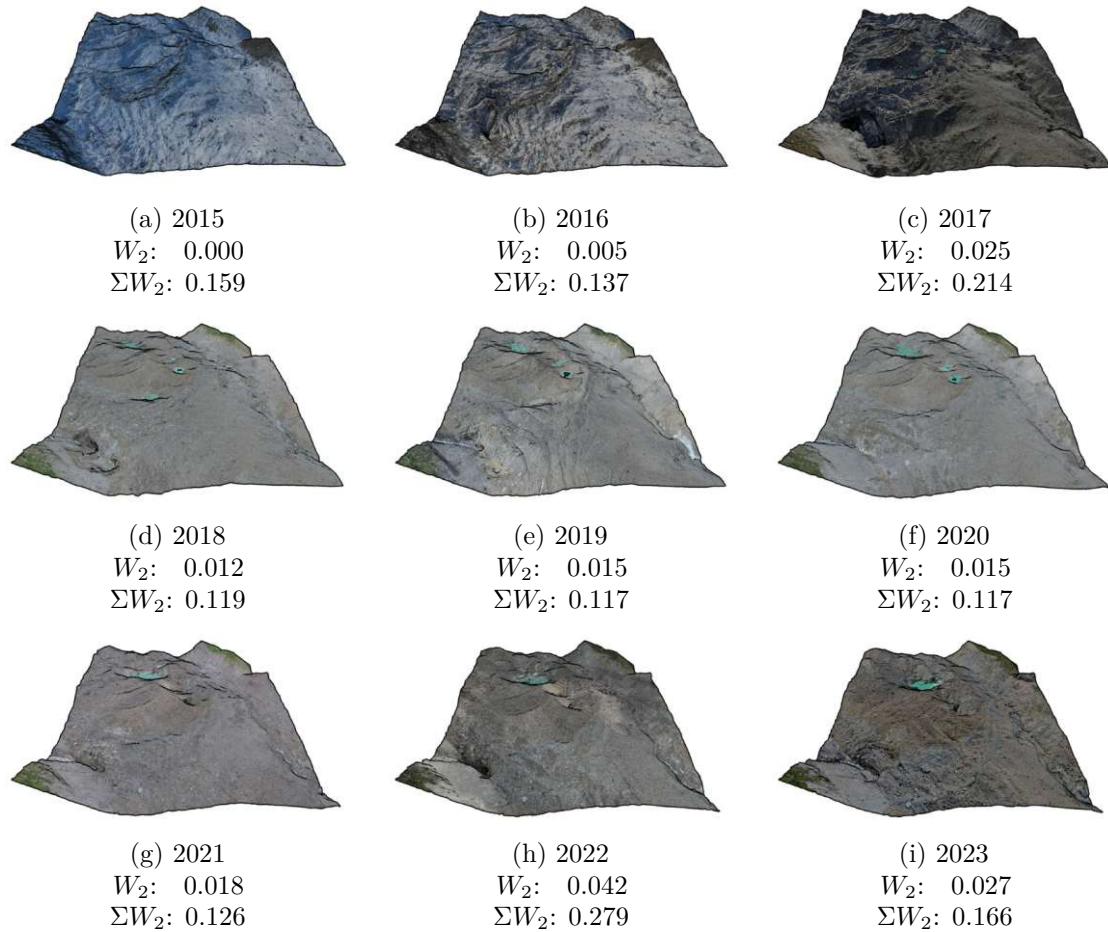 (a) 2015
W₂: 0.000
ΣW₂: 0.159
(b) 2016
W₂: 0.005
ΣW₂: 0.137
(c) 2017
W₂: 0.025
ΣW₂: 0.214
(d) 2018
W₂: 0.012
ΣW₂: 0.119
(e) 2019
W₂: 0.015
ΣW₂: 0.117
(f) 2020
W₂: 0.015
ΣW₂: 0.117
(g) 2021
W₂: 0.018
ΣW₂: 0.126
(h) 2022
W₂: 0.042
ΣW₂: 0.279
(i) 2023
W₂: 0.027
ΣW₂: 0.166